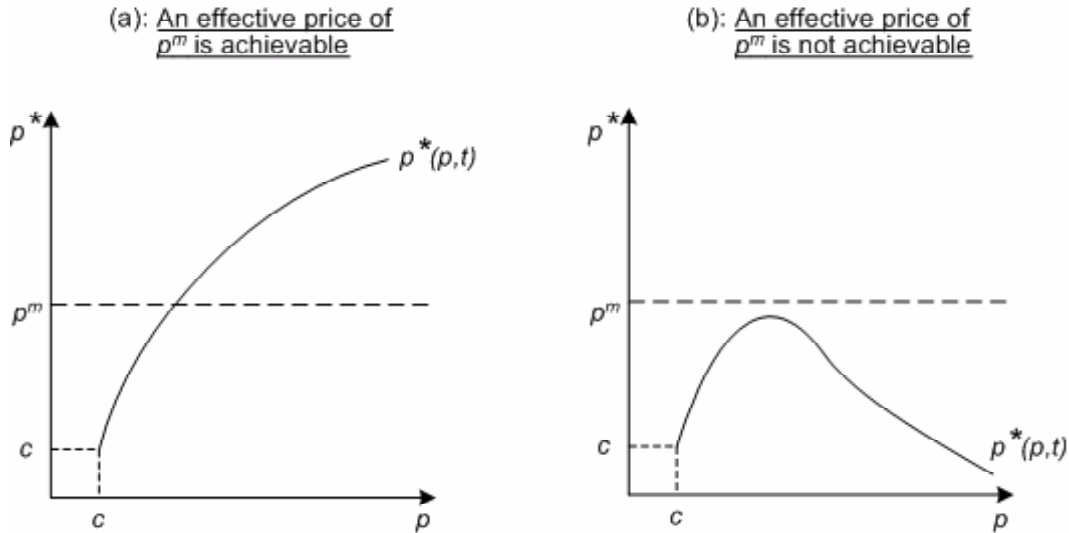 (a): An effective price of
p^m is achievable
p*
p*(p,t)
p^m
c
c
p
(b): An effective price of
p^m is not achievable
p*
p^m
c
p*(p,t)
c
p